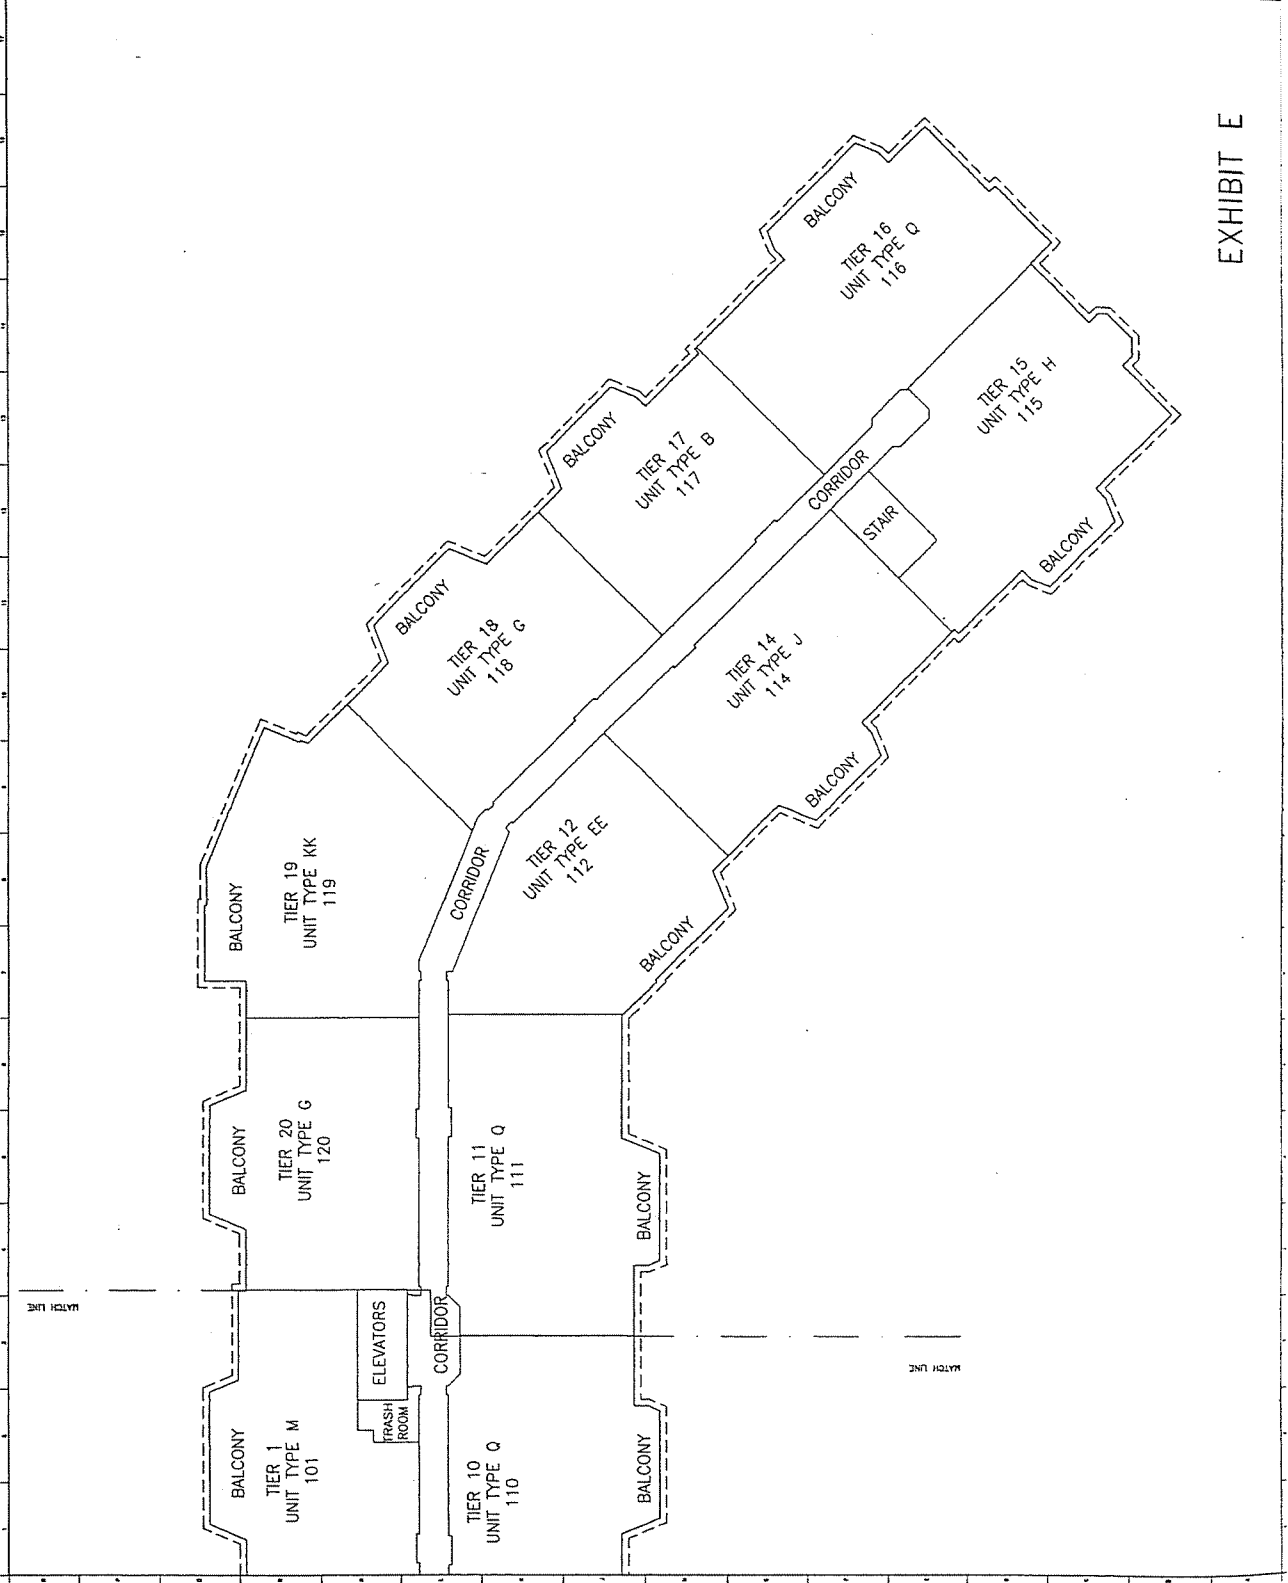 EXHIBIT E
BALCONY
TIER 16
UNIT TYPE Q
116
BALCONY
TIER 17
UNIT TYPE B
117
TIER 15
UNIT TYPE H
115
CORRIDOR
STAIR
BALCONY
BALCONY
TIER 18
UNIT TYPE G
118
TIER 14
UNIT TYPE J
114
BALCONY
BALCONY
TIER 19
UNIT TYPE KK
119
CORRIDOR
TIER 12
UNIT TYPE EE
112
BALCONY
BALCONY
TIER 20
UNIT TYPE G
120
TIER 11
UNIT TYPE Q
111
BALCONY
MATCH LINE
ELEVATORS
CORRIDOR
MATCH LINE
TRASH
ROOM
BALCONY
TIER 1
UNIT TYPE M
101
TIER 10
UNIT TYPE Q
110
BALCONY